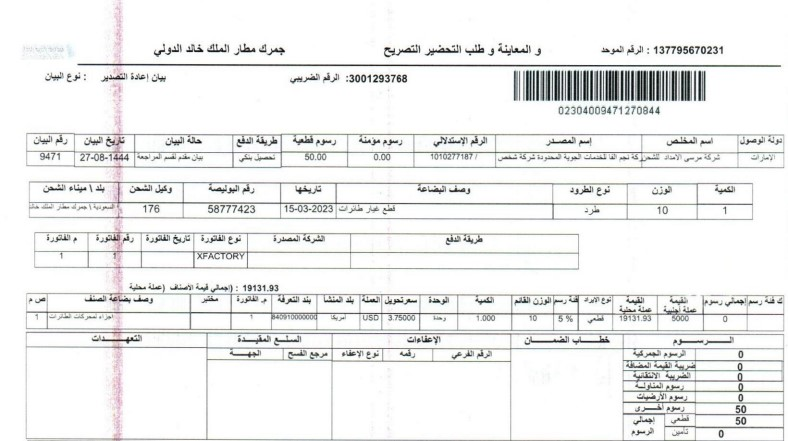 جمرك مطار الملك خالد الدولي
و المعاينة و طلب التحضير التصريح
الرقم الموحد : 137795670231
نوع البيان : بيان إعادة التصدير
الرقم الضريبي :3001293768
02304009471270844
دولة الوصول اسم المخلص إسم المصدر الرقم الإستدلالي رسوم مؤمنة رسوم قطعية طريقة الدفع حالة البيان تاريخ البيان رقم البيان
الإمارات شركة مرسى الامداد للشحن كة نجم الفا للخدمات الجوية المحدودة شركة شخص / 1010277187 0.00 50.00 تحصيل بنكي بيان مقدم لقسم المراجعة 27-08-1444 9471
الكمية الوزن نوع الطرود وصف البضاعة تاريخها رقم البوليصة وكيل الشحن بلد \ ميناء الشحن
1 10 طرد قطع غيار طائرات 15-03-2023 58777423 176 السعودية \ جمرك مطار الملك خالد
طريقة الدفع الشركة المصدرة نوع الفاتورة تاريخ الفاتورة رقم الفاتورة م الفاتورة
XFACTORY 1 1
إجمالي قيمة الأصناف (عملة محلية) : 19131.93
ك فئة رسم إجمالي رسوم القيمة عملة أجنبية القيمة عملة محلية نوع الايراد فئة رسم الوزن القائم الكمية الوحدة سعرتحويل العملة بلد المنشأ بند التعرفة م. الفاتورة مختبر وصف بضاعة الصنف ص م
0 5000 19131.93 قطعي 5 % 10 1.000 وحدة 3.75000 USD أمريكا 840910000000 1 اجزاء لمحركات الطائرات 1
الرسوم خطاب الضمان الإعفاءات السلع المقيدة التعهدات
الرقم الفرعي رقمه نوع الإعفاء مرجع الفسح الجهة
الرسوم الجمركية 0
ضريبة القيمة المضافة 0
الضريبة الانتقائية 0
رسوم المناولة 0
رسوم الأرضيات 0
رسوم أخرى 50
إجمالي الرسوم قطعي 50
تأمين 0